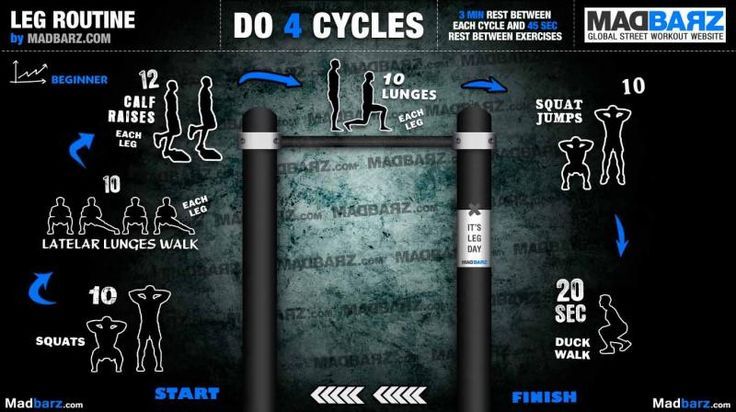 LEG ROUTINE
by MADBARZ.COM
DO 4 CYCLES
3 MIN REST BETWEEN
EACH CYCLE AND 45 SEC
REST BETWEEN EXERCISES
MADBARZ
GLOBAL STREET WORKOUT WEBSITE
BEGINNER
START
10
SQUATS
10
EACH
LEG
LATELAR LUNGES WALK
12
CALF
RAISES
EACH
LEG
10
LUNGES
EACH
LEG
10
SQUAT
JUMPS
20
SEC
DUCK
WALK
FINISH
IT'S
LEG
DAY
MADBARZ
MADBARZ.com
Madbarz.com
Madbarz.com